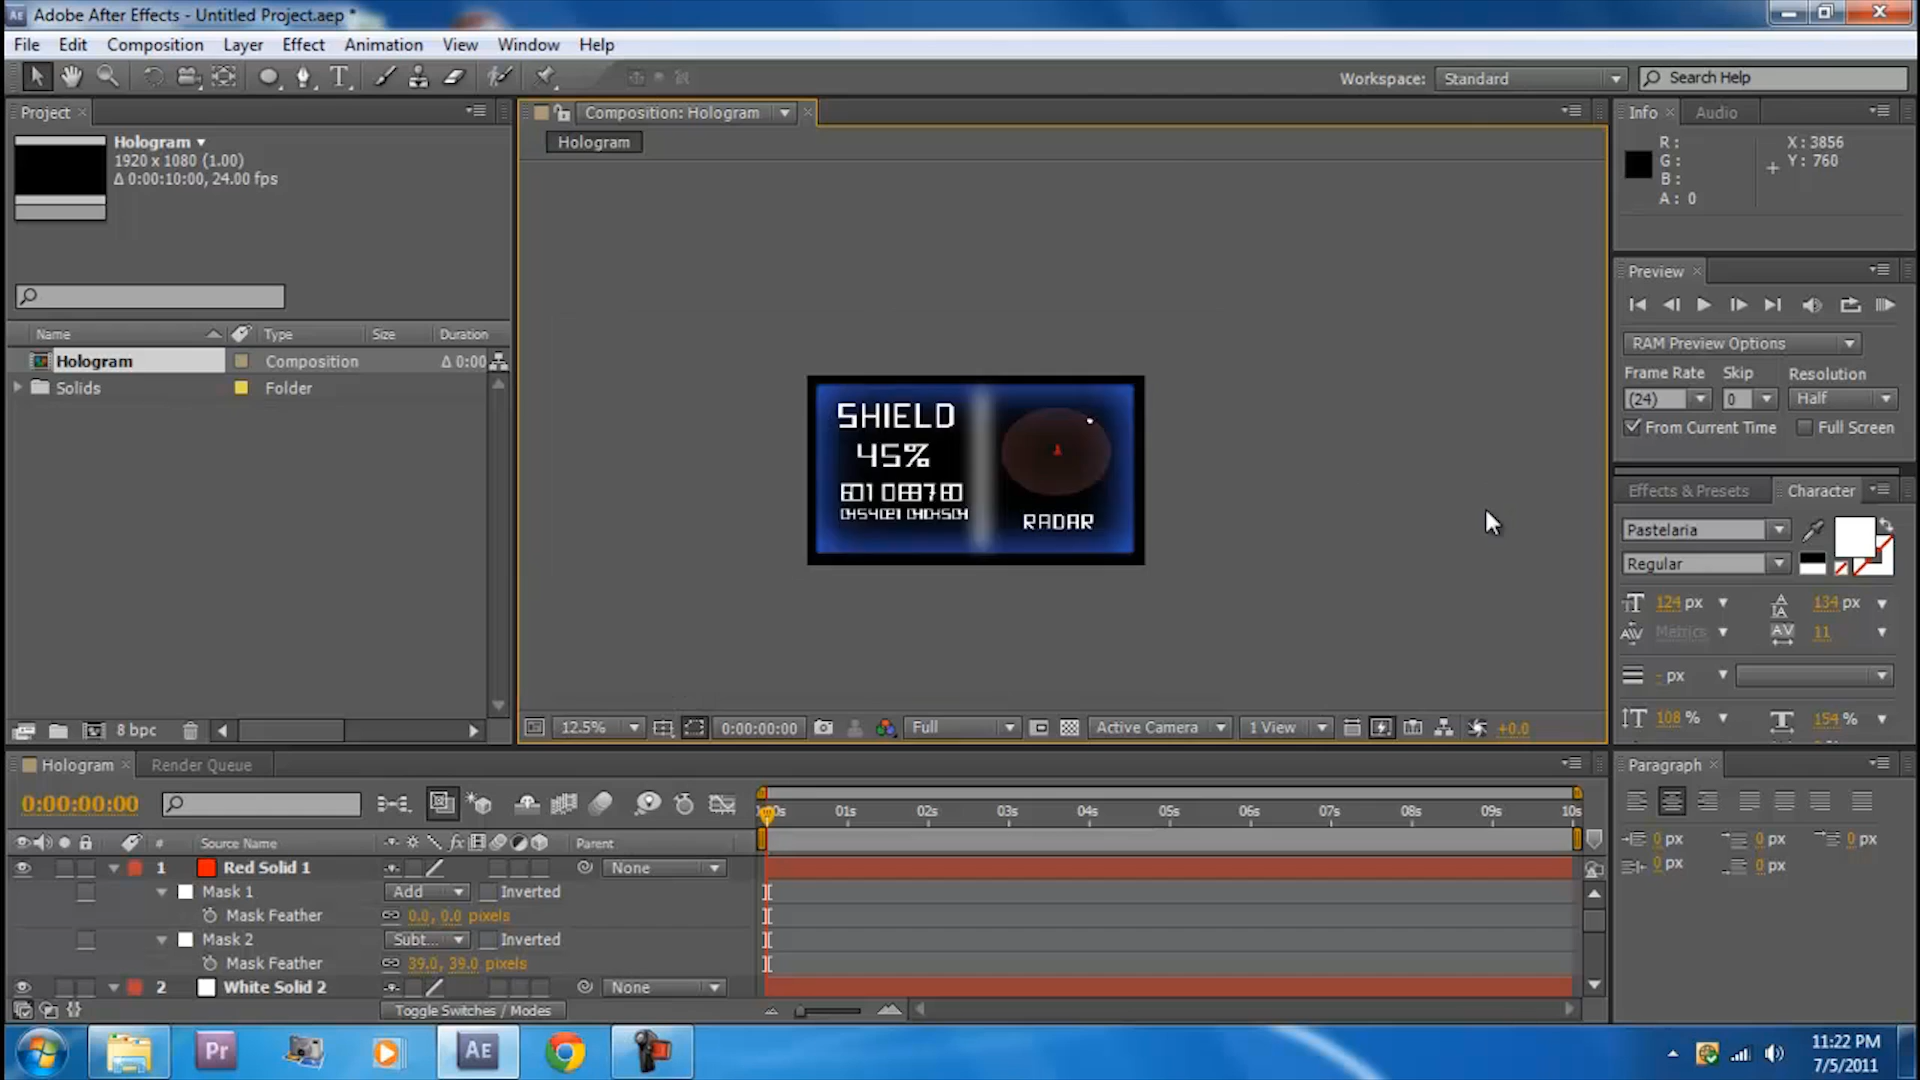 Adobe After Effects - Untitled Project.aep *
File Edit Composition Layer Effect Animation View Window Help
Workspace: Standard Search Help
Project
Hologram
1920 x 1080 (1.00)
Δ 0:00:10:00, 24.00 fps
Name Type Size Duration
Hologram Composition Δ 0:00
Solids Folder
8 bpc
Composition: Hologram
Hologram
SHIELD
45%
RADAR
12.5% 0:00:00:00 Full Active Camera 1 View +0.0
Info Audio
R: X: 3856
G: Y: 760
B:
A: 0
Preview
RAM Preview Options
Frame Rate Skip Resolution
(24) 0 Half
From Current Time Full Screen
Effects & Presets Character
Pastelaria
Regular
124 px 134 px
Metrics 11
- px
108 % 154 %
Hologram Render Queue
0:00:00:00
00s 01s 02s 03s 04s 05s 06s 07s 08s 09s 10s
# Source Name Parent
1 Red Solid 1 None
Mask 1 Add Inverted
Mask Feather 0.0, 0.0 pixels
Mask 2 Subt... Inverted
Mask Feather 39.0, 39.0 pixels
2 White Solid 2 None
Toggle Switches / Modes
Paragraph
0 px 0 px 0 px
0 px 0 px
Pr AE
11:22 PM
7/5/2011